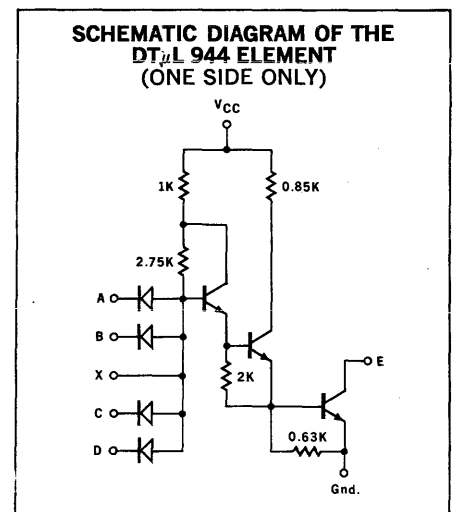 SCHEMATIC DIAGRAM OF THE
DTμL 944 ELEMENT
(ONE SIDE ONLY)
VCC
1K
0.85K
2.75K
A
B
X
2K
E
C
0.63K
D
Gnd.